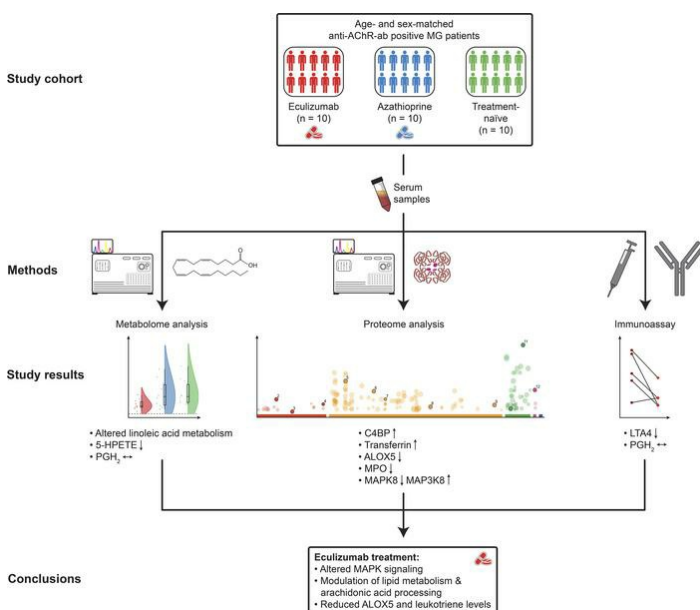 Age- and sex-matched
anti-AChR-ab positive MG patients
Study cohort
Eculizumab
(n = 10)
Azathioprine
(n = 10)
Treatment-
naïve
(n = 10)
Serum
samples
Methods
O
OH
Metabolome analysis
Proteome analysis
Immunoassay
Study results
• Altered linoleic acid metabolism
• 5-HPETE↓
• PGH₂ ↔
• C4BP↑
• Transferrin↑
• ALOX5↓
• MPO↓
• MAPK8↓MAP3K8↑
• LTA4↓
• PGH₂ ↔
Conclusions
Eculizumab treatment:
• Altered MAPK signaling
• Modulation of lipid metabolism &
arachidonic acid processing
• Reduced ALOX5 and leukotriene levels